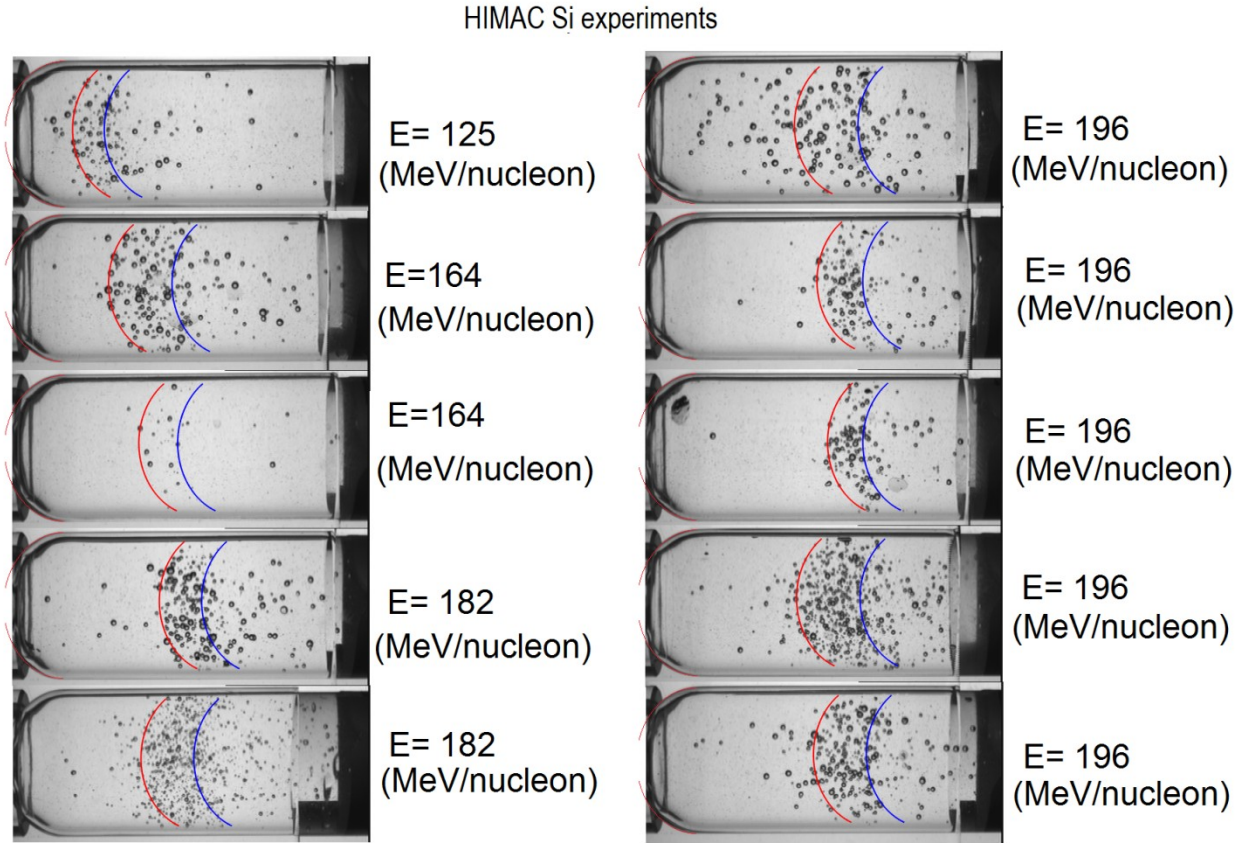 HIMAC Si experiments
E= 125
(MeV/nucleon)
E=164
(MeV/nucleon)
E=164
(MeV/nucleon)
E= 182
(MeV/nucleon)
E= 182
(MeV/nucleon)
E= 196
(MeV/nucleon)
E= 196
(MeV/nucleon)
E= 196
(MeV/nucleon)
E= 196
(MeV/nucleon)
E= 196
(MeV/nucleon)